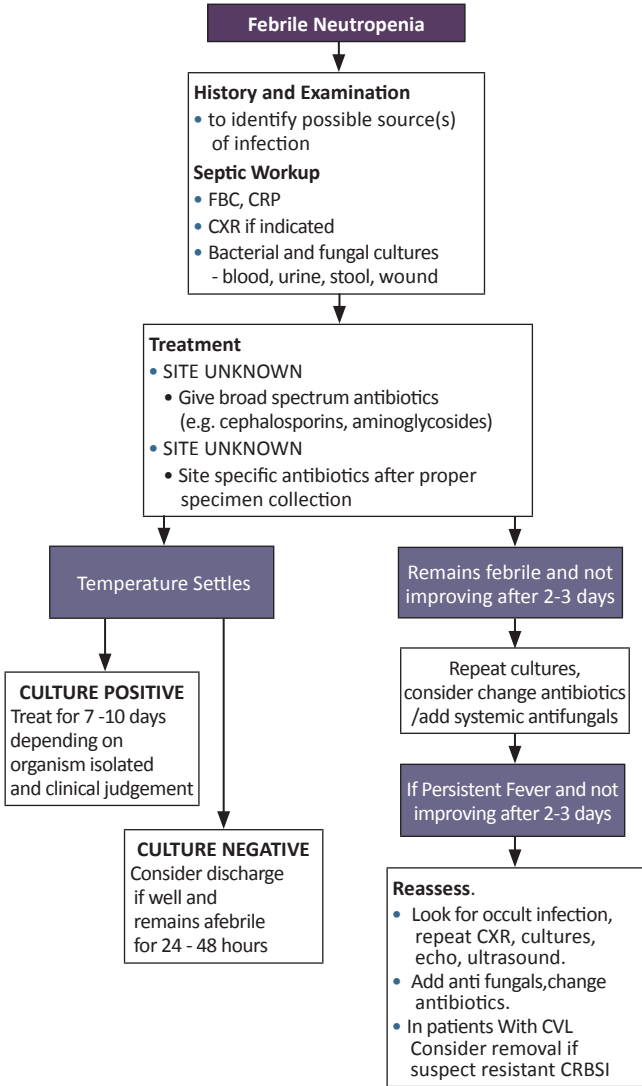 Febrile Neutropenia
History and Examination
• to identify possible source(s)
of infection
Septic Workup
• FBC, CRP
• CXR if indicated
• Bacterial and fungal cultures
- blood, urine, stool, wound
Treatment
• SITE UNKNOWN
• Give broad spectrum antibiotics
(e.g. cephalosporins, aminoglycosides)
• SITE UNKNOWN
• Site specific antibiotics after proper
specimen collection
Temperature Settles
CULTURE POSITIVE
Treat for 7 -10 days
depending on
organism isolated
and clinical judgement
CULTURE NEGATIVE
Consider discharge
if well and
remains afebrile
for 24 - 48 hours
Remains febrile and not
improving after 2-3 days
Repeat cultures,
consider change antibiotics
/add systemic antifungals
If Persistent Fever and not
improving after 2-3 days
Reassess.
• Look for occult infection,
repeat CXR, cultures,
echo, ultrasound.
• Add anti fungals,change
antibiotics.
• In patients With CVL
Consider removal if
suspect resistant CRBSI